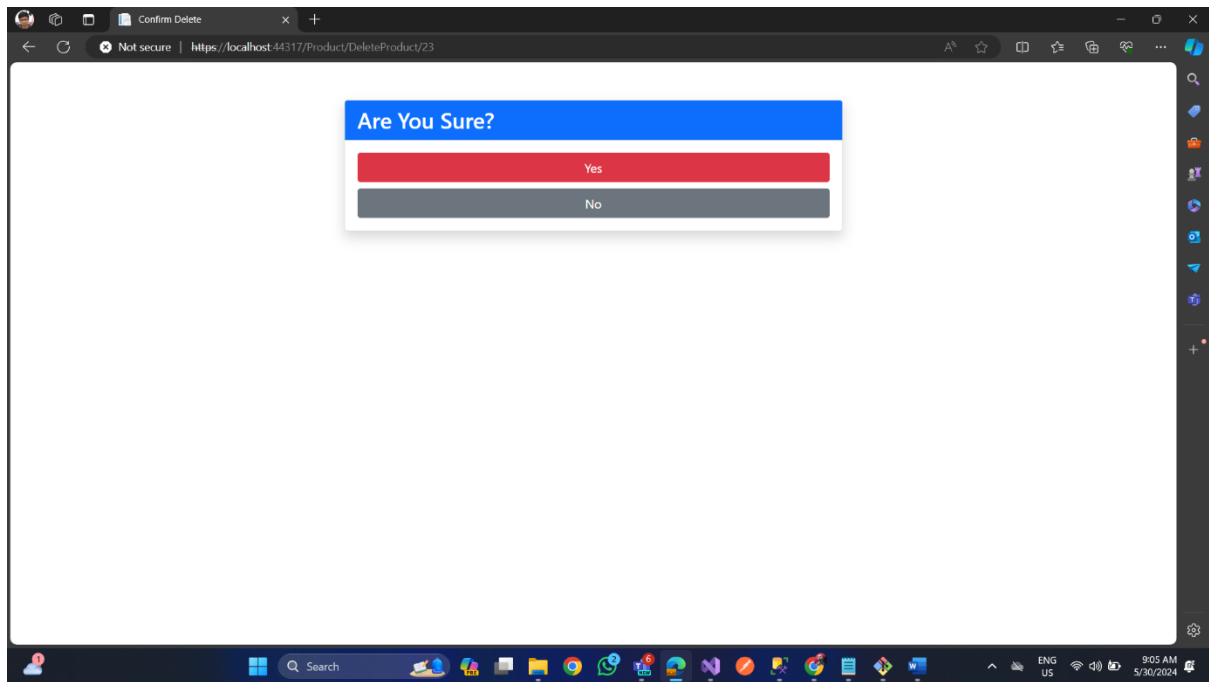 Confirm Delete
Not secure | https://localhost:44317/Product/DeleteProduct/23
Are You Sure?
Yes
No
Search
ENG
US
9:05 AM
5/30/2024